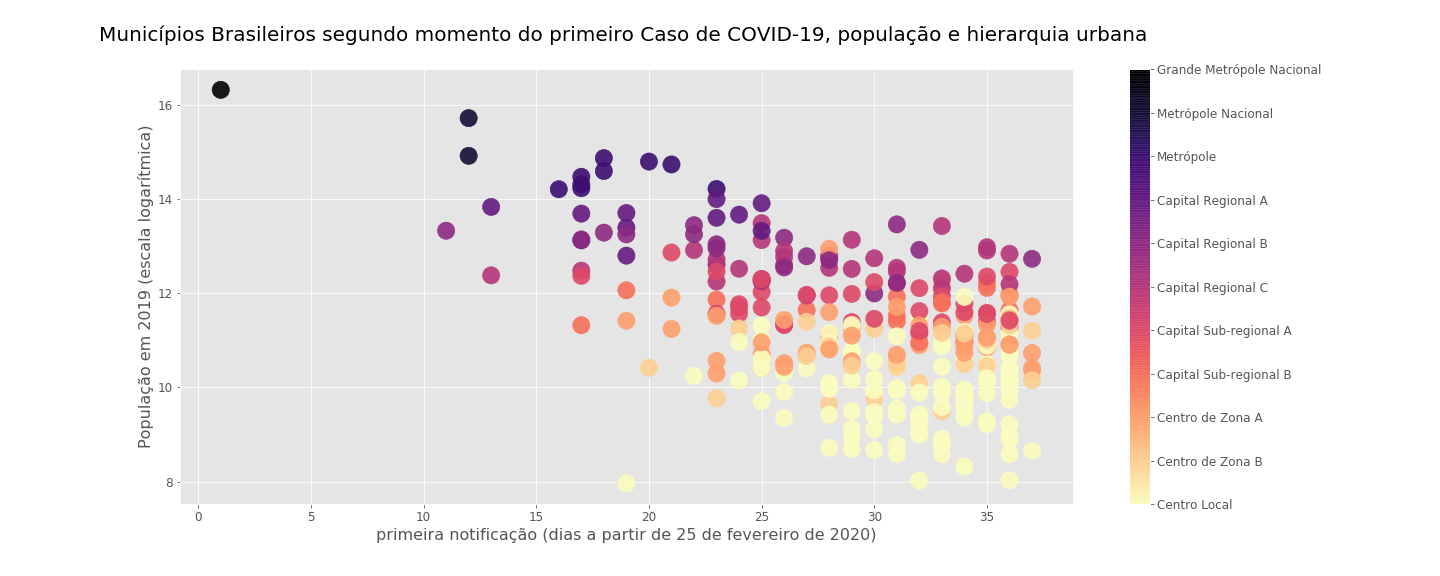 Municípios Brasileiros segundo momento do primeiro Caso de COVID-19, população e hierarquia urbana
População em 2019 (escala logarítmica)
16
14
12
10
8
0 5 10 15 20 25 30 35
primeira notificação (dias a partir de 25 de fevereiro de 2020)
Grande Metrópole Nacional
Metrópole Nacional
Metrópole
Capital Regional A
Capital Regional B
Capital Regional C
Capital Sub-regional A
Capital Sub-regional B
Centro de Zona A
Centro de Zona B
Centro Local